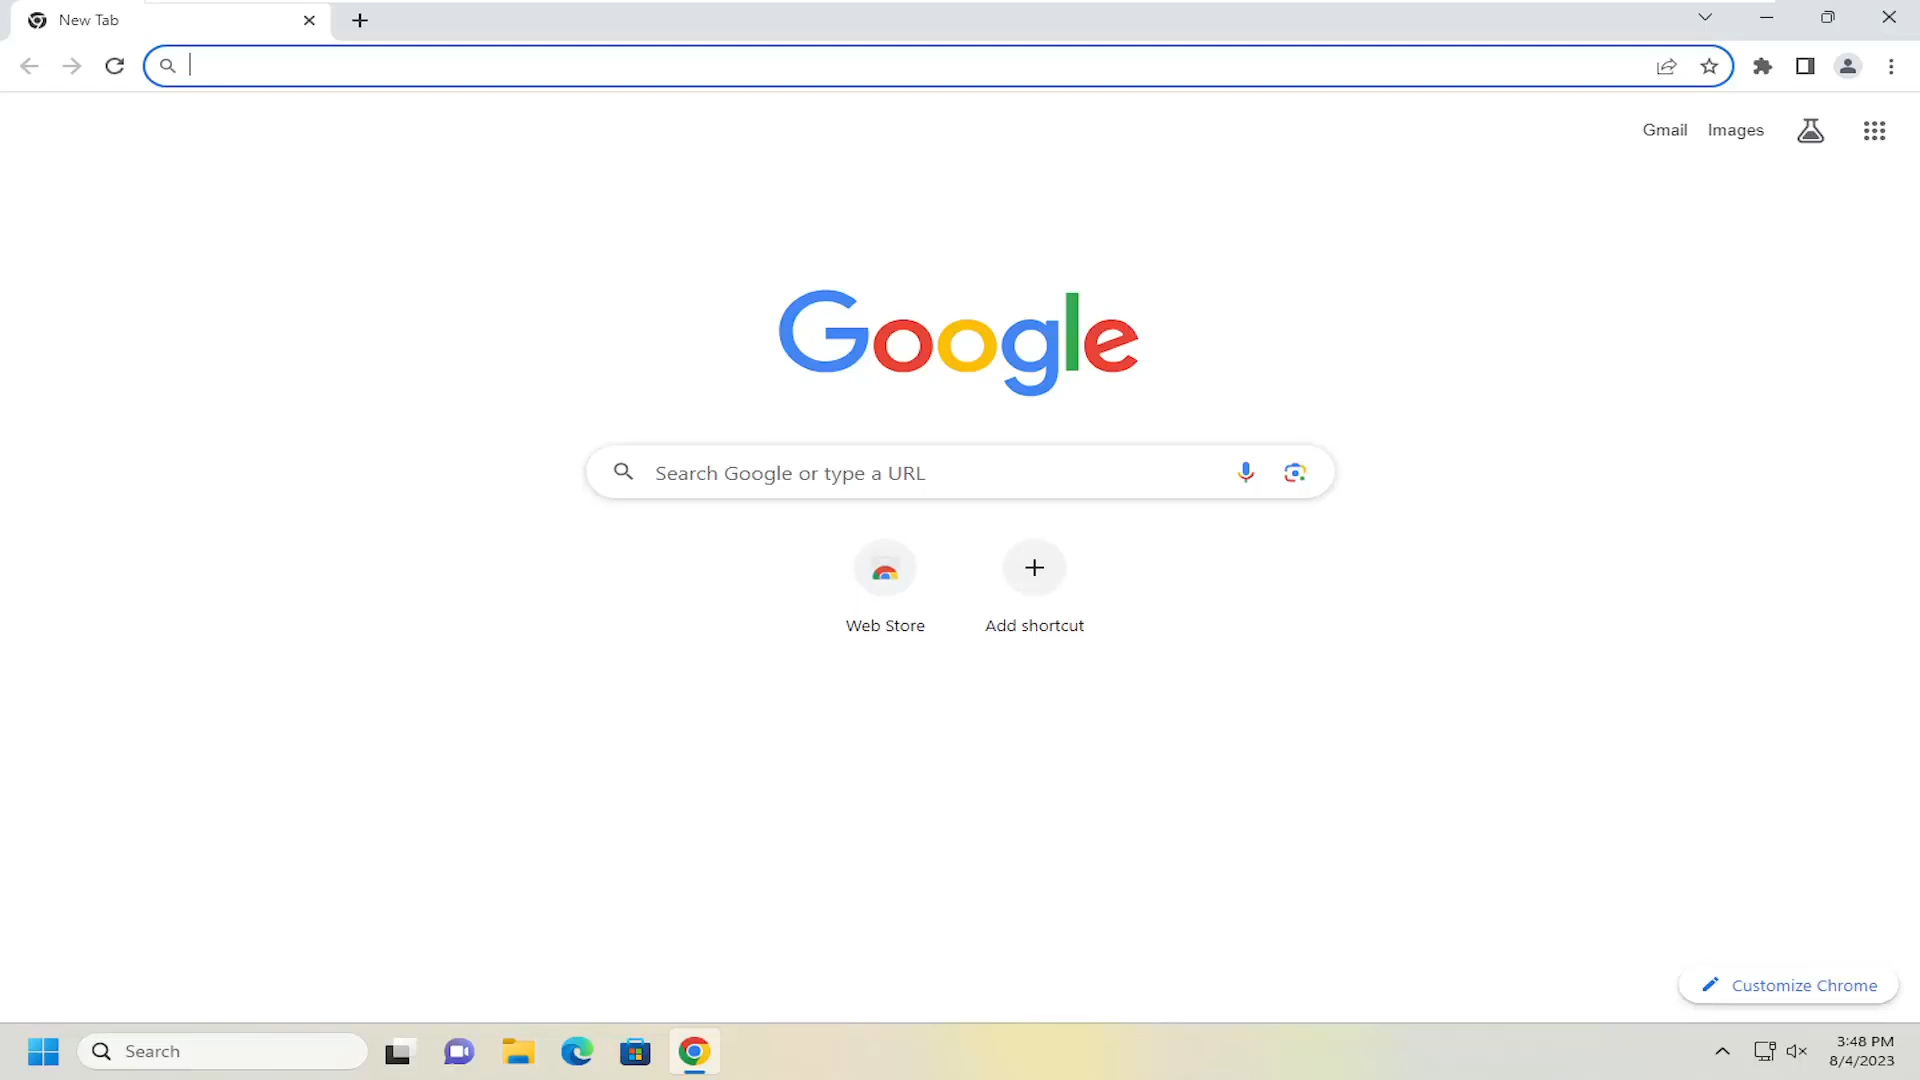 New Tab
Gmail Images
Google
Search Google or type a URL
Web Store Add shortcut
Customize Chrome
Search
3:48 PM
8/4/2023